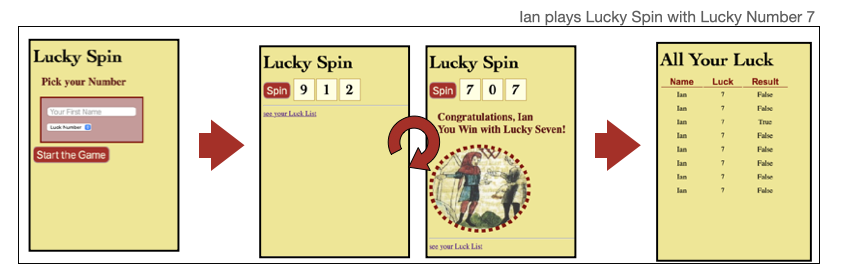 Ian plays Lucky Spin with Lucky Number 7
Lucky Spin
Pick your Number
Your First Name
Luck Number
Start the Game
Lucky Spin
Spin 9 1 2
see your Luck List
Lucky Spin
Spin 7 0 7
Congratulations, Ian
You Win with Lucky Seven!
see your Luck List
All Your Luck
Name Luck Result
Ian 7 False
Ian 7 False
Ian 7 True
Ian 7 False
Ian 7 False
Ian 7 False
Ian 7 False
Ian 7 False